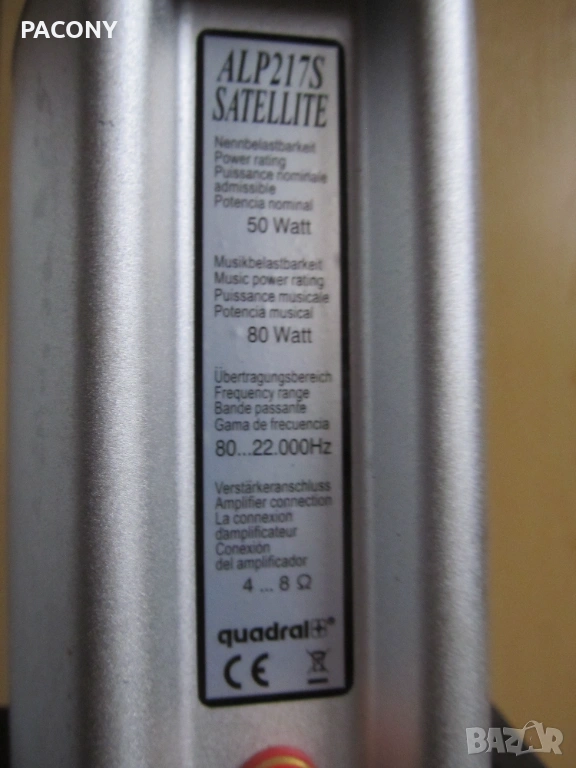 PACONY
ALP217S
SATELLITE
Nennbelastbarkeit
Power rating
Puissance nominale
admissible
Potencia nominal
50 Watt
Musikbelastbarkeit
Music power rating
Puissance musicale
Potencia musical
80 Watt
Übertragungsbereich
Frequency range
Bande passante
Gama de frecuencia
80...22.000Hz
Verstärkeranschluss
Amplifier connection
La connexion
d'amplificateur
Conexión
del amplificador
4 ... 8 Ω
quadral®
CE
BAZAR